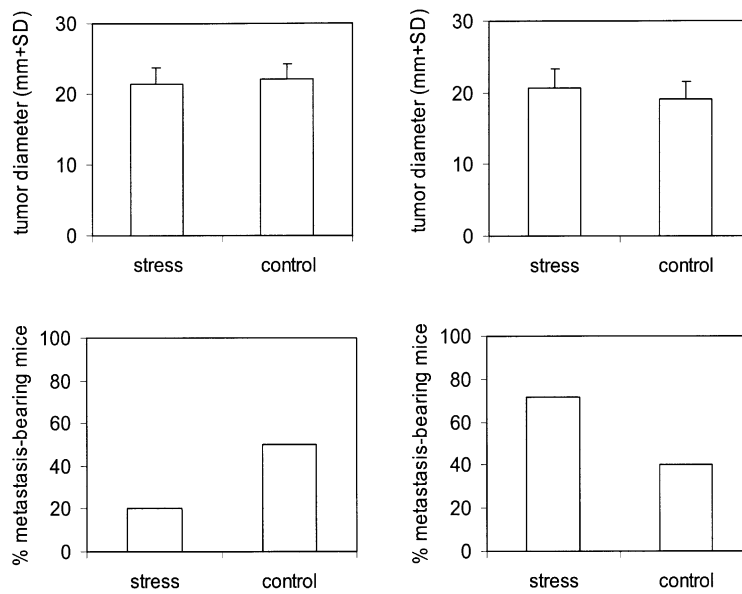 tumor diameter (mm+SD)
30
20
10
0
stress control
tumor diameter (mm+SD)
30
20
10
0
stress control
% metastasis-bearing mice
100
80
60
40
20
0
stress control
% metastasis-bearing mice
100
80
60
40
20
0
stress control